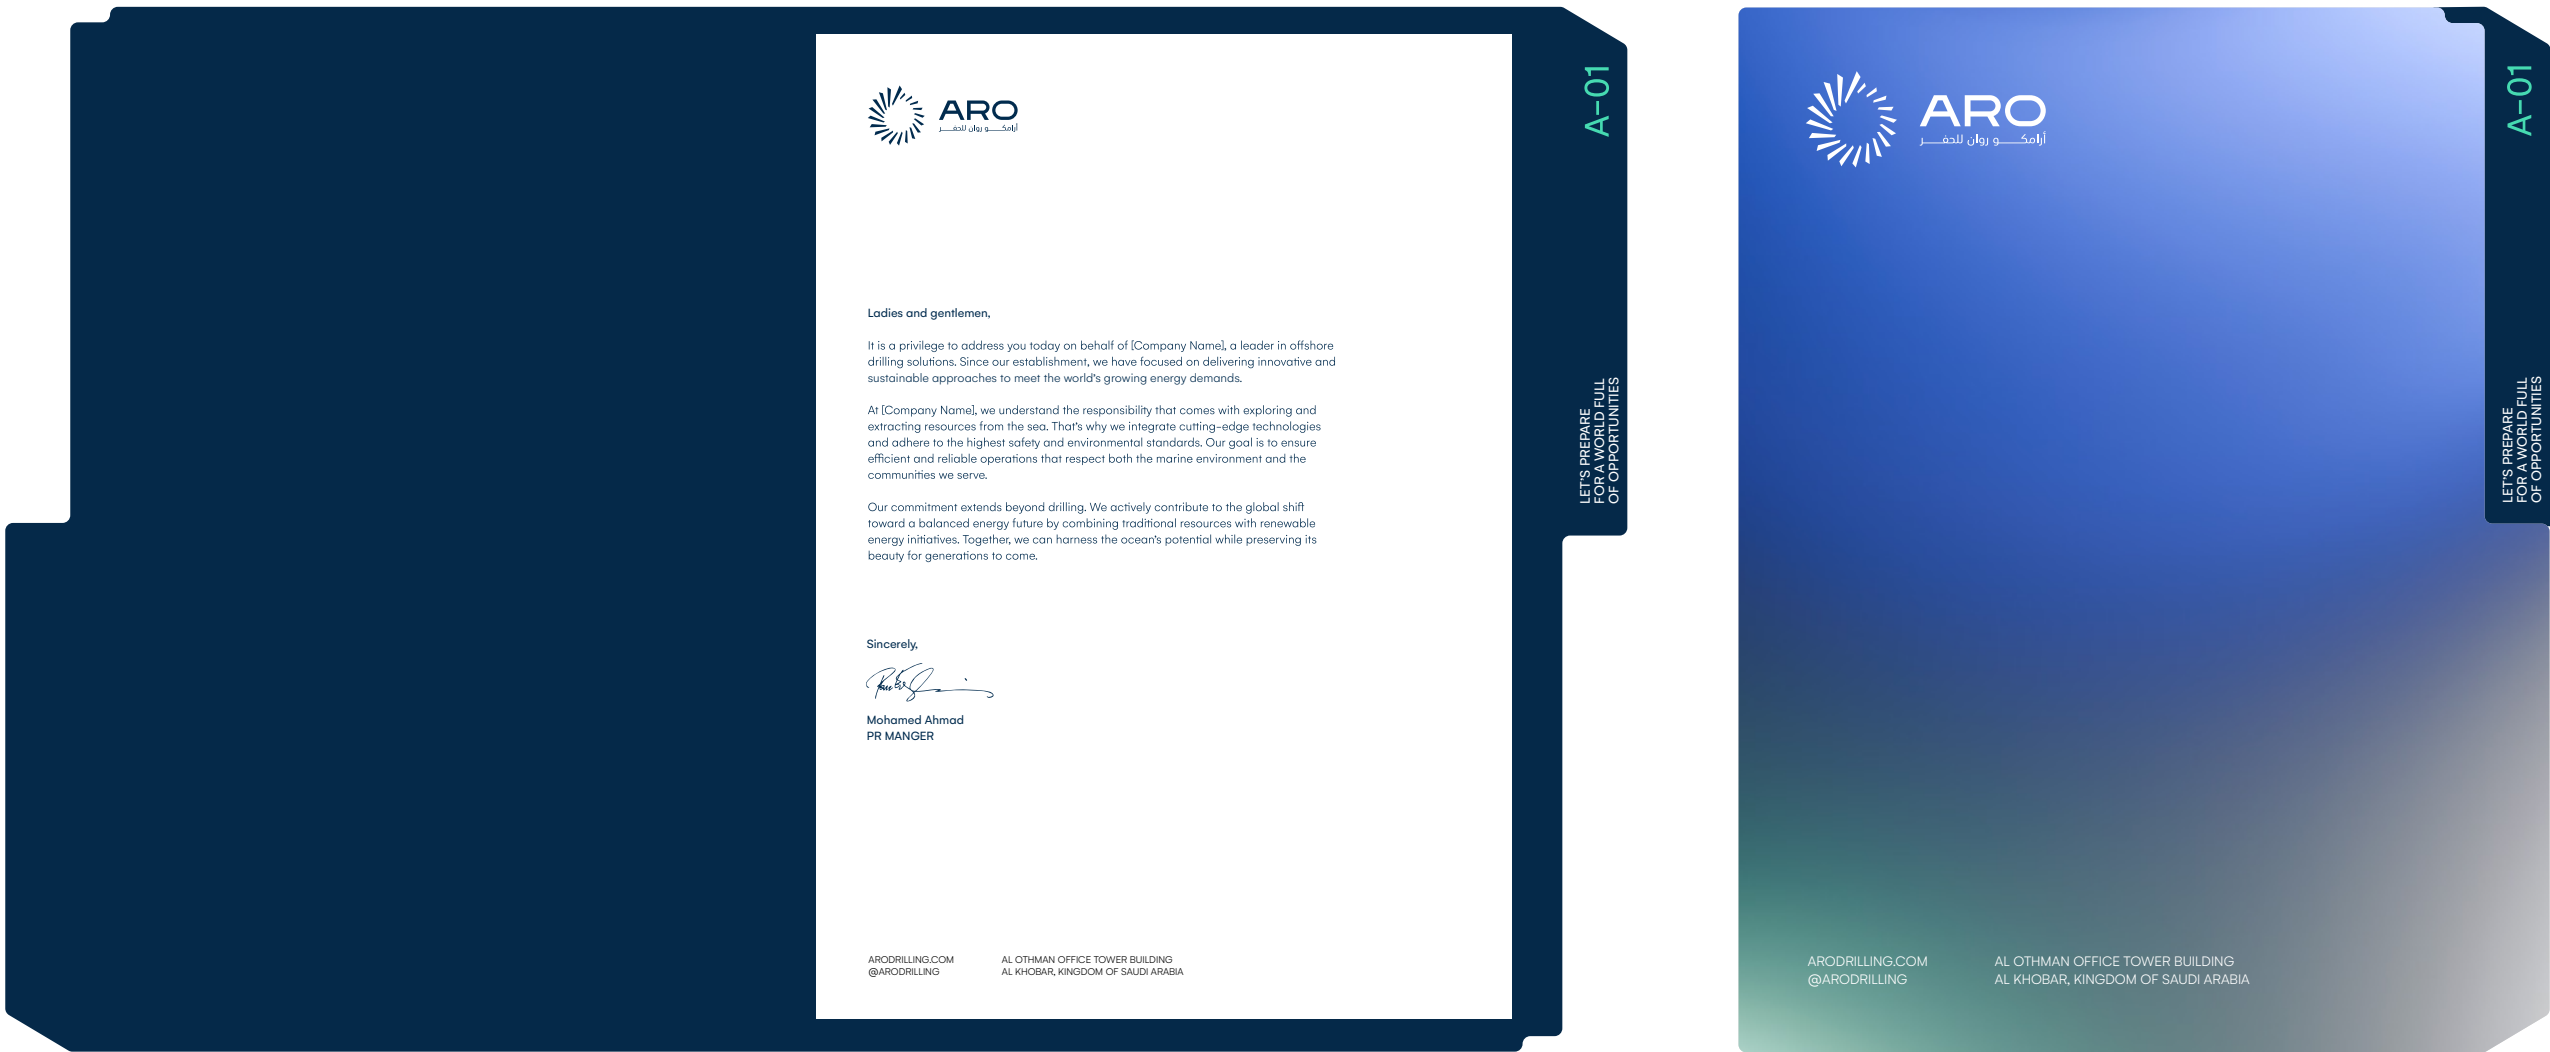 ARO
أرامكـــو روان للحفـــر
Ladies and gentlemen,
It is a privilege to address you today on behalf of [Company Name], a leader in offshore
drilling solutions. Since our establishment, we have focused on delivering innovative and
sustainable approaches to meet the world's growing energy demands.
At [Company Name], we understand the responsibility that comes with exploring and
extracting resources from the sea. That's why we integrate cutting-edge technologies
and adhere to the highest safety and environmental standards. Our goal is to ensure
efficient and reliable operations that respect both the marine environment and the
communities we serve.
Our commitment extends beyond drilling. We actively contribute to the global shift
toward a balanced energy future by combining traditional resources with renewable
energy initiatives. Together, we can harness the ocean's potential while preserving its
beauty for generations to come.
Sincerely,
Mohamed Ahmad
PR MANGER
ARODRILLING.COM
@ARODRILLING
AL OTHMAN OFFICE TOWER BUILDING
AL KHOBAR, KINGDOM OF SAUDI ARABIA
A-01
LET'S PREPARE
FOR A WORLD FULL
OF OPPORTUNITIES
ARO
أرامكـــو روان للحفـــر
A-01
LET'S PREPARE
FOR A WORLD FULL
OF OPPORTUNITIES
ARODRILLING.COM
@ARODRILLING
AL OTHMAN OFFICE TOWER BUILDING
AL KHOBAR, KINGDOM OF SAUDI ARABIA